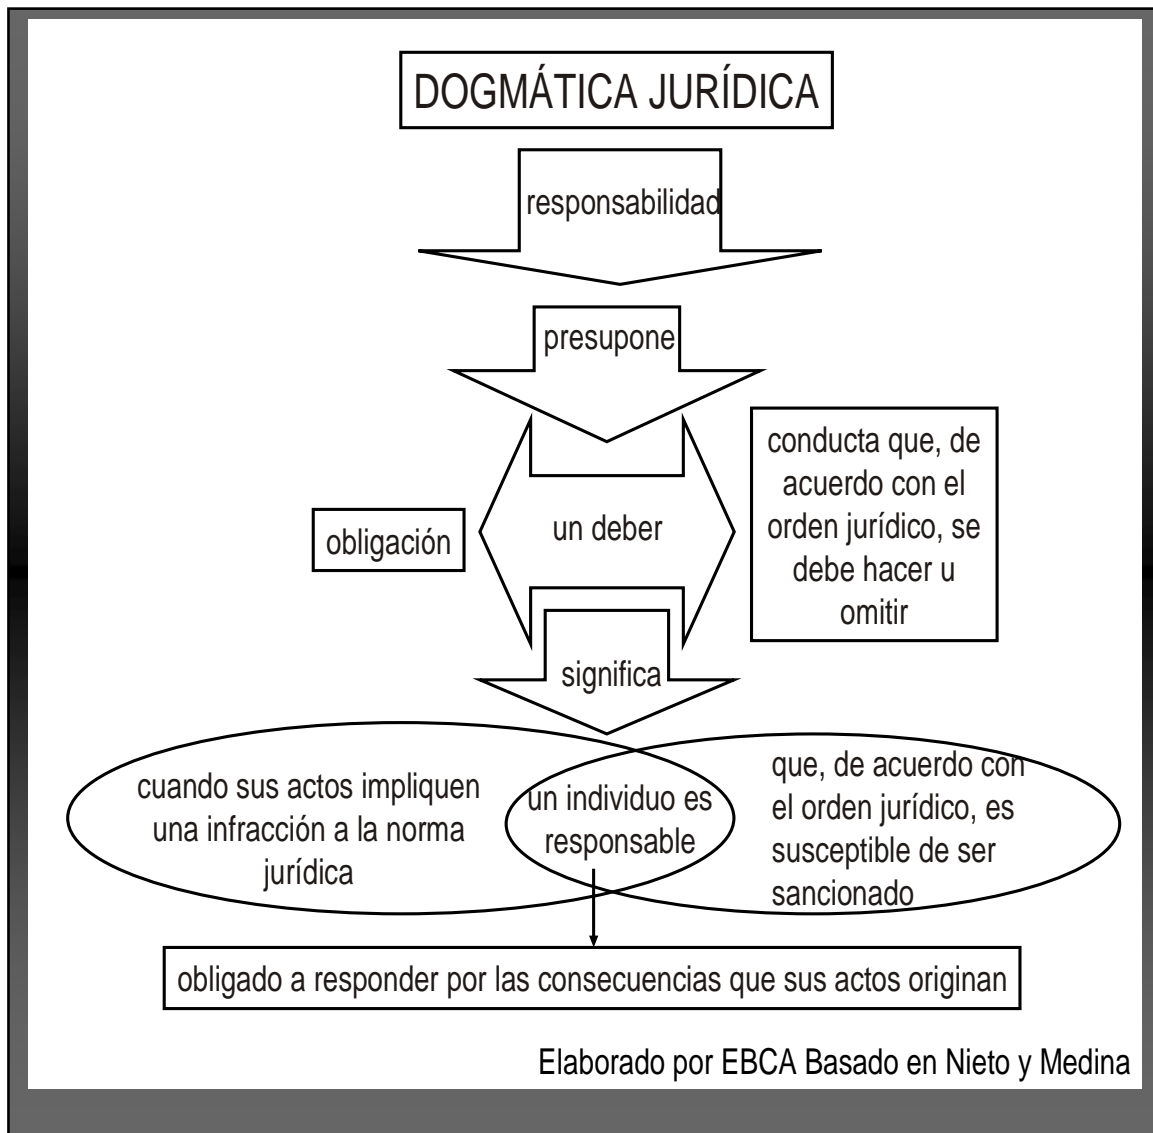 DOGMÁTICA JURÍDICA
responsabilidad
presupone
obligación
un deber
conducta que, de
acuerdo con el
orden jurídico, se
debe hacer u
omitir
significa
cuando sus actos impliquen
una infracción a la norma
jurídica
un individuo es
responsable
que, de acuerdo con
el orden jurídico, es
susceptible de ser
sancionado
obligado a responder por las consecuencias que sus actos originan
Elaborado por EBCA Basado en Nieto y Medina